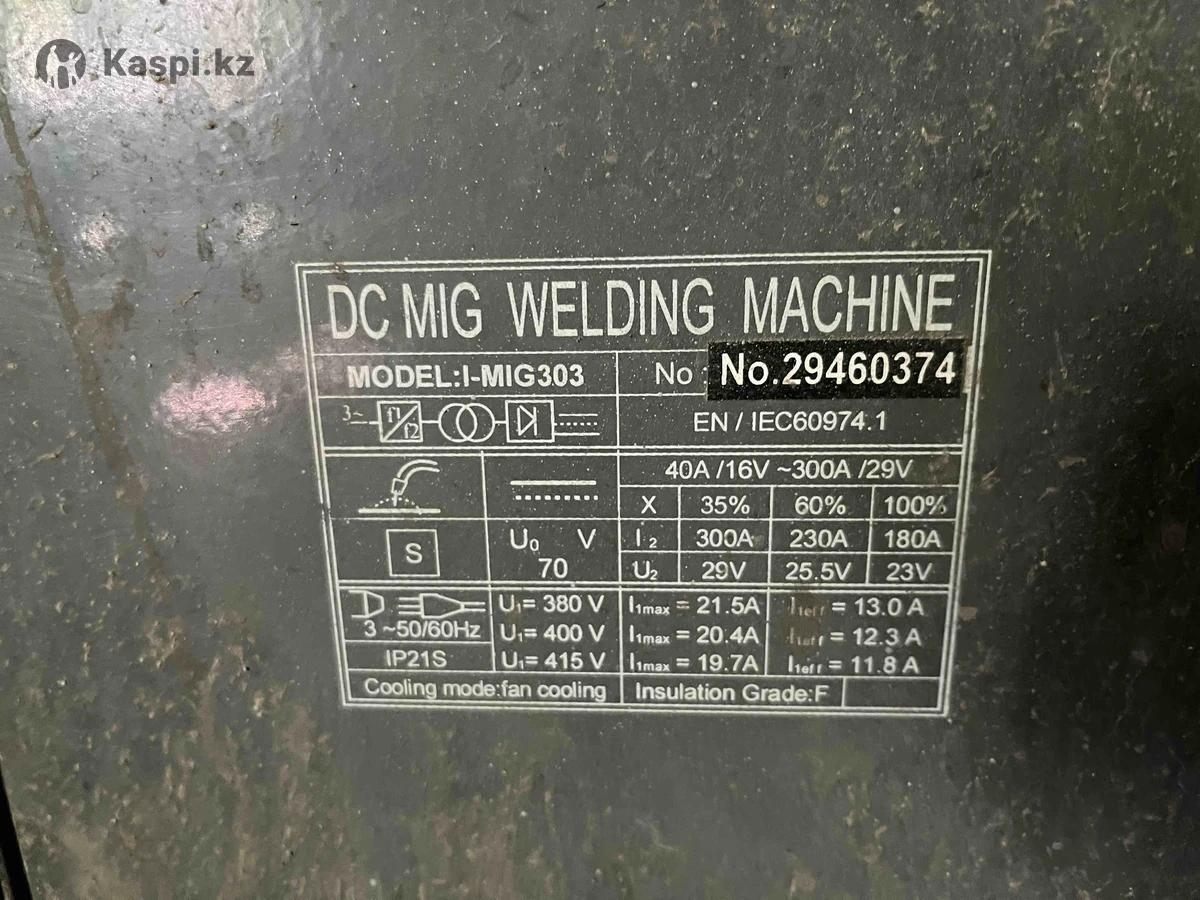 Kaspi.kz
DC MIG WELDING MACHINE
MODEL:I-MIG303 No No.29460374
3~ f1 f2 EN / IEC60974.1
40A /16V ~300A /29V
X 35% 60% 100%
S U0 V I2 300A 230A 180A
70 U2 29V 25.5V 23V
U1= 380 V I1max = 21.5A I1eff = 13.0 A
3 ~50/60Hz U1= 400 V I1max = 20.4A I1eff = 12.3 A
IP21S U1= 415 V I1max = 19.7A I1eff = 11.8 A
Cooling mode:fan cooling Insulation Grade:F